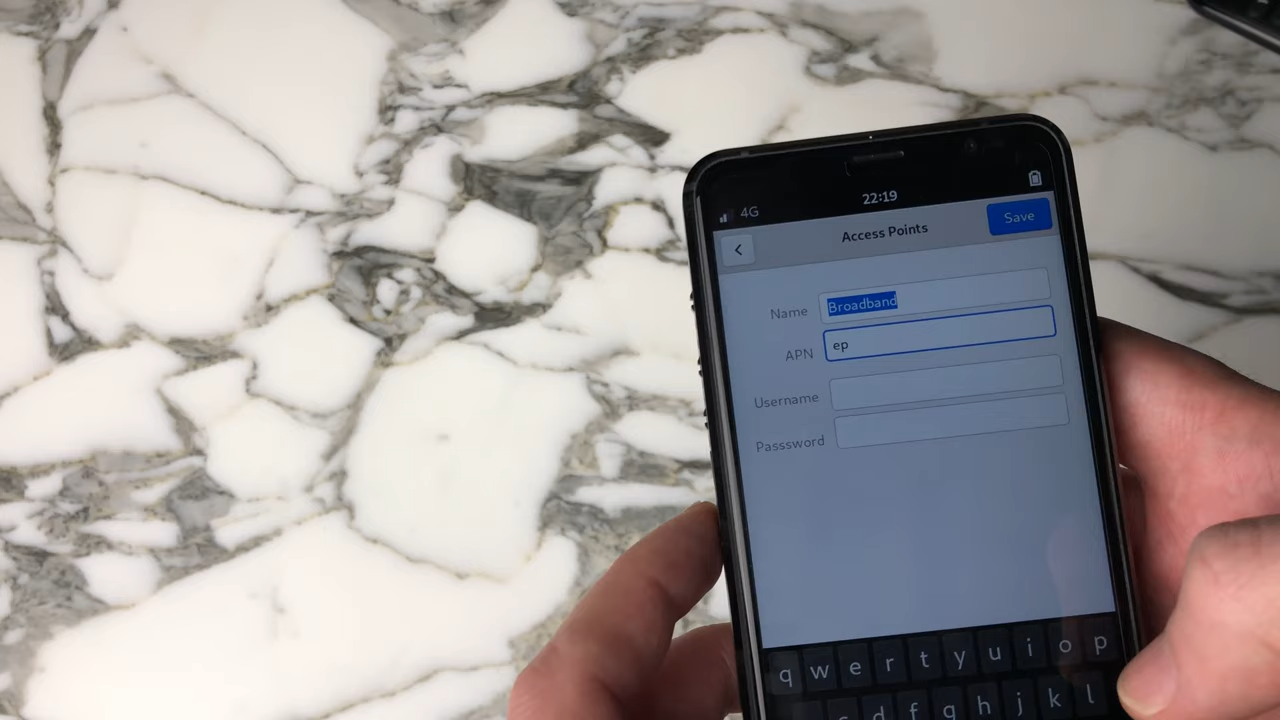 22:19
4G
Access Points
Save
Name
Broadband
APN
ep
Username
Passsword
q w e r t y u i o p
d f g h j k l